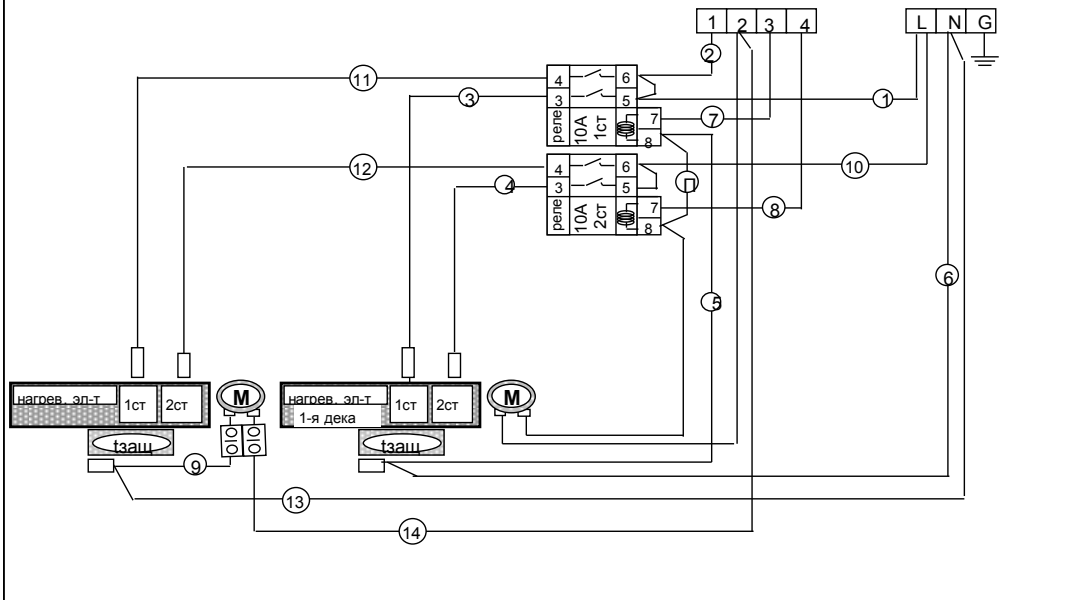 1 2 3 4
L N G
2
11
3
4 6
3 5
1
реле 10А 1ст
7
8
7
12
4 6
3 5
10
4
П
реле 10А 2ст
7
8
8
6
5
нагрев. эл-т
1ст 2ст
М
нагрев. эл-т
1-я дека
1ст 2ст
М
tзащ
tзащ
9
13
14